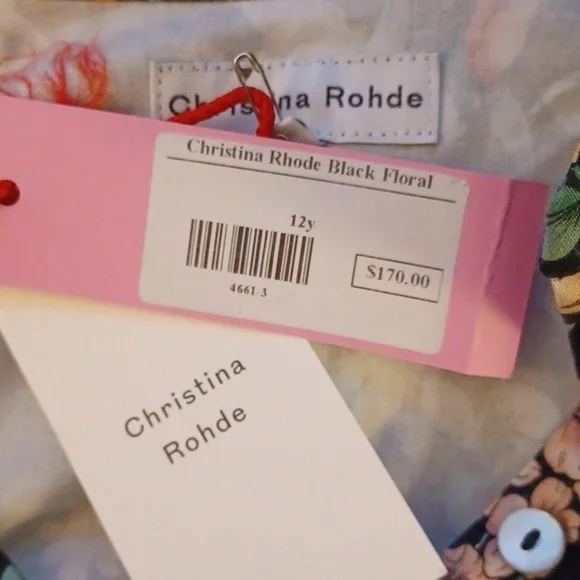 Christina Rohde
Christina Rhode Black Floral
12y
4661-3
$170.00
Christina
Rohde